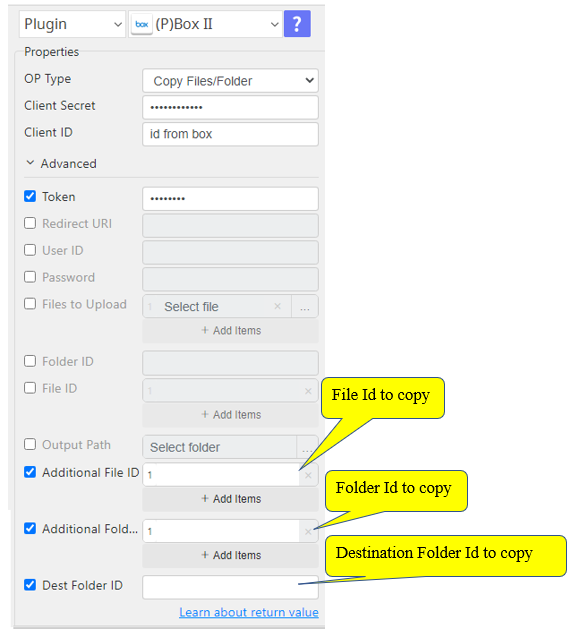 Plugin box (P)Box II ?
Properties
OP Type Copy Files/Folder
Client Secret ••••••••••••
Client ID id from box
Advanced
Token ••••••••
Redirect URI
User ID
Password
Files to Upload 1 Select file × ...
+ Add Items
Folder ID
File ID 1 ×
+ Add Items
File Id to copy
Output Path Select folder ...
Additional File ID 1 ×
+ Add Items
Folder Id to copy
Additional Fold... 1 ×
+ Add Items
Destination Folder Id to copy
Dest Folder ID
Learn about return value